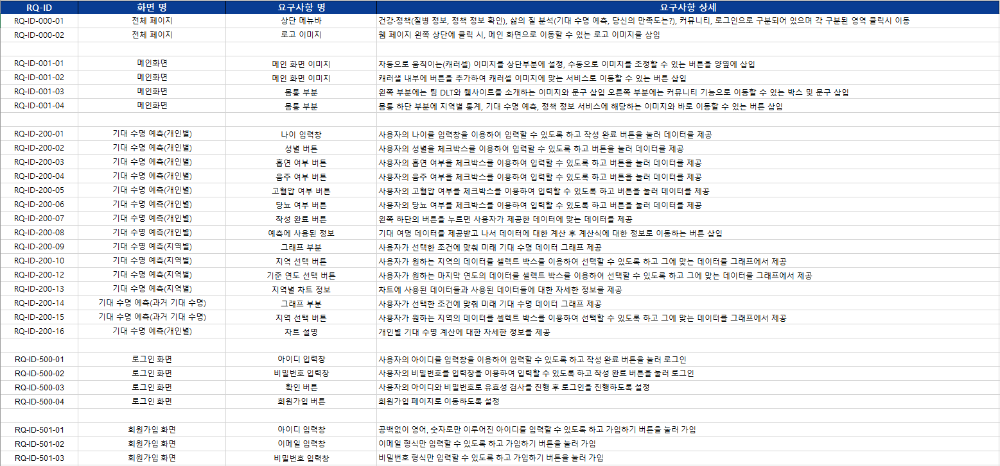 RQ-ID 화면 명 요구사항 명 요구사항 상세
RQ-ID-000-01 전체 페이지 상단 메뉴바 건강·정책(질병 정보, 정책 정보 확인), 삶의 질 분석(기대 수명 예측, 당신의 만족도는?), 커뮤니티, 로그인으로 구분되어 있으며 각 구분된 영역 클릭시 이동
RQ-ID-000-02 전체 페이지 로고 이미지 웹 페이지 왼쪽 상단에 클릭 시, 메인 화면으로 이동할 수 있는 로고 이미지를 삽입
RQ-ID-001-01 메인화면 메인 화면 이미지 자동으로 움직이는(캐러셀) 이미지를 상단부분에 설정, 수동으로 이미지를 조정할 수 있는 버튼을 양옆에 삽입
RQ-ID-001-02 메인화면 메인 화면 이미지 캐러샐 내부에 버튼을 추가하여 캐러셀 이미지에 맞는 서비스로 이동할 수 있는 버튼 삽입
RQ-ID-001-03 메인화면 몸통 부분 왼쪽 부분에는 팀 DLT와 웹사이트를 소개하는 이미지와 문구 삽입 오른쪽 부분에는 커뮤니티 기능으로 이동할 수 있는 박스 및 문구 삽입
RQ-ID-001-04 메인화면 몸통 부분 몸통 하단 부분에 지역별 통계, 기대 수명 예측, 정책 정보 서비스에 해당하는 이미지와 바로 이동할 수 있는 버튼 삽입
RQ-ID-200-01 기대 수명 예측(개인별) 나이 입력창 사용자의 나이를 입력창을 이용하여 입력할 수 있도록 하고 작성 완료 버튼을 눌러 데이터를 제공
RQ-ID-200-02 기대 수명 예측(개인별) 성별 버튼 사용자의 성별을 체크박스를 이용하여 입력할 수 있도록 하고 버튼을 눌러 데이터를 제공
RQ-ID-200-03 기대 수명 예측(개인별) 흡연 여부 버튼 사용자의 흡연 여부를 체크박스를 이용하여 입력할 수 있도록 하고 버튼을 눌러 데이터를 제공
RQ-ID-200-04 기대 수명 예측(개인별) 음주 여부 버튼 사용자의 음주 여부를 체크박스를 이용하여 입력할 수 있도록 하고 버튼을 눌러 데이터를 제공
RQ-ID-200-05 기대 수명 예측(개인별) 고혈압 여부 버튼 사용자의 고혈압 여부를 체크박스를 이용하여 입력할 수 있도록 하고 버튼을 눌러 데이터를 제공
RQ-ID-200-06 기대 수명 예측(개인별) 당뇨 여부 버튼 사용자의 당뇨 여부를 체크박스를 이용하여 입력할 수 있도록 하고 버튼을 눌러 데이터를 제공
RQ-ID-200-07 기대 수명 예측(개인별) 작성 완료 버튼 왼쪽 하단의 버튼을 누르면 사용자가 제공한 데이터에 맞는 데이터를 제공
RQ-ID-200-08 기대 수명 예측(개인별) 예측에 사용된 정보 기대 여명 데이터를 제공받고 나서 데이터에 대한 계산 후 계산식에 대한 정보로 이동하는 버튼 삽입
RQ-ID-200-09 기대 수명 예측(지역별) 그래프 부분 사용자가 선택한 조건에 맞춰 미래 기대 수명 데이터 그래프 제공
RQ-ID-200-10 기대 수명 예측(지역별) 지역 선택 버튼 사용자가 원하는 지역의 데이터를 셀렉트 박스를 이용하여 선택할 수 있도록 하고 그에 맞는 데이터를 그래프에서 제공
RQ-ID-200-12 기대 수명 예측(지역별) 기준 연도 선택 버튼 사용자가 원하는 마지막 연도의 데이터를 셀렉트 박스를 이용하여 선택할 수 있도록 하고 그에 맞는 데이터를 그래프에서 제공
RQ-ID-200-13 기대 수명 예측(지역별) 지역별 차트 정보 차트에 사용된 데이터들과 사용된 데이터들에 대한 자세한 정보를 제공
RQ-ID-200-14 기대 수명 예측(과거 기대 수명) 그래프 부분 사용자가 선택한 조건에 맞춰 미래 기대 수명 데이터 그래프 제공
RQ-ID-200-15 기대 수명 예측(과거 기대 수명) 지역 선택 버튼 사용자가 원하는 지역의 데이터를 셀렉트 박스를 이용하여 선택할 수 있도록 하고 그에 맞는 데이터를 그래프에서 제공
RQ-ID-200-16 기대 수명 예측(개인별) 차트 설명 개인별 기대 수명 계산에 대한 자세한 정보를 제공
RQ-ID-500-01 로그인 화면 아이디 입력창 사용자의 아이디를 입력창을 이용하여 입력할 수 있도록 하고 작성 완료 버튼을 눌러 로그인
RQ-ID-500-02 로그인 화면 비밀번호 입력창 사용자의 비밀번호를 입력창을 이용하여 입력할 수 있도록 하고 작성 완료 버튼을 눌러 로그인
RQ-ID-500-03 로그인 화면 확인 버튼 사용자의 아이디와 비밀번호로 유효성 검사를 진행 후 로그인을 진행하도록 설정
RQ-ID-500-04 로그인 화면 회원가입 버튼 회원가입 페이지로 이동하도록 설정
RQ-ID-501-01 회원가입 화면 아이디 입력창 공백없이 영어, 숫자로만 이루어진 아이디를 입력할 수 있도록 하고 가입하기 버튼을 눌러 가입
RQ-ID-501-02 회원가입 화면 이메일 입력창 이메일 형식만 입력할 수 있도록 하고 가입하기 버튼을 눌러 가입
RQ-ID-501-03 회원가입 화면 비밀번호 입력창 비밀번호 형식만 입력할 수 있도록 하고 가입하기 버튼을 눌러 가입